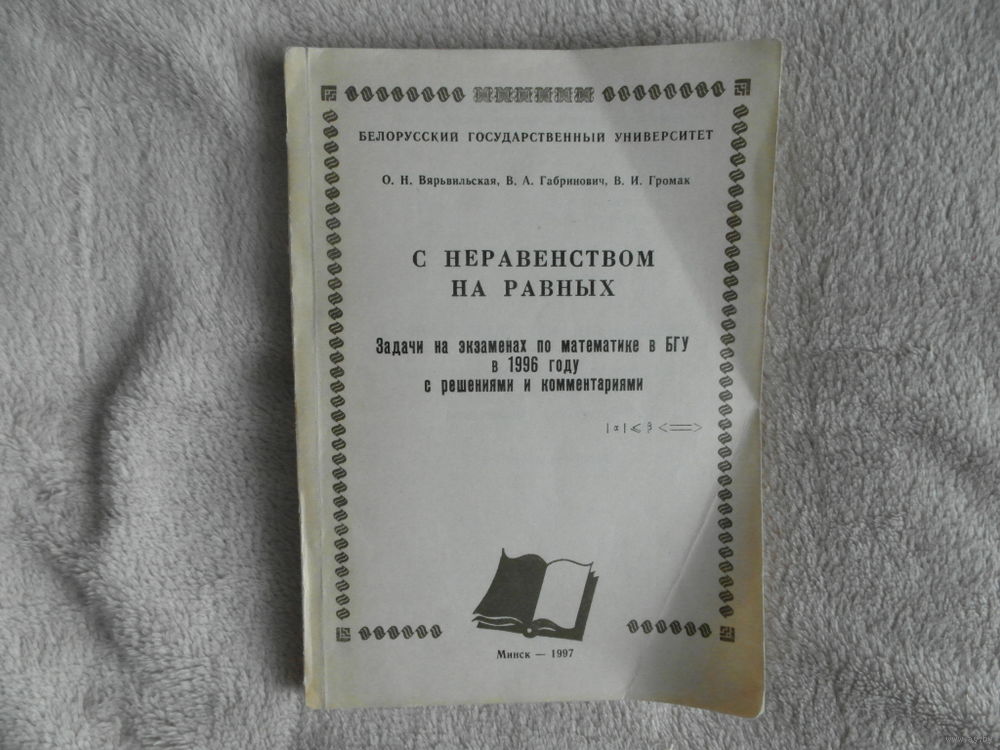 БЕЛОРУССКИЙ ГОСУДАРСТВЕННЫЙ УНИВЕРСИТЕТ
О. Н. Вярьвильская, В. А. Габринович, В. И. Громак
С НЕРАВЕНСТВОМ
НА РАВНЫХ
Задачи на экзаменах по математике в БГУ
в 1996 году
с решениями и комментариями
|α|⩽ β <==>
Минск — 1997